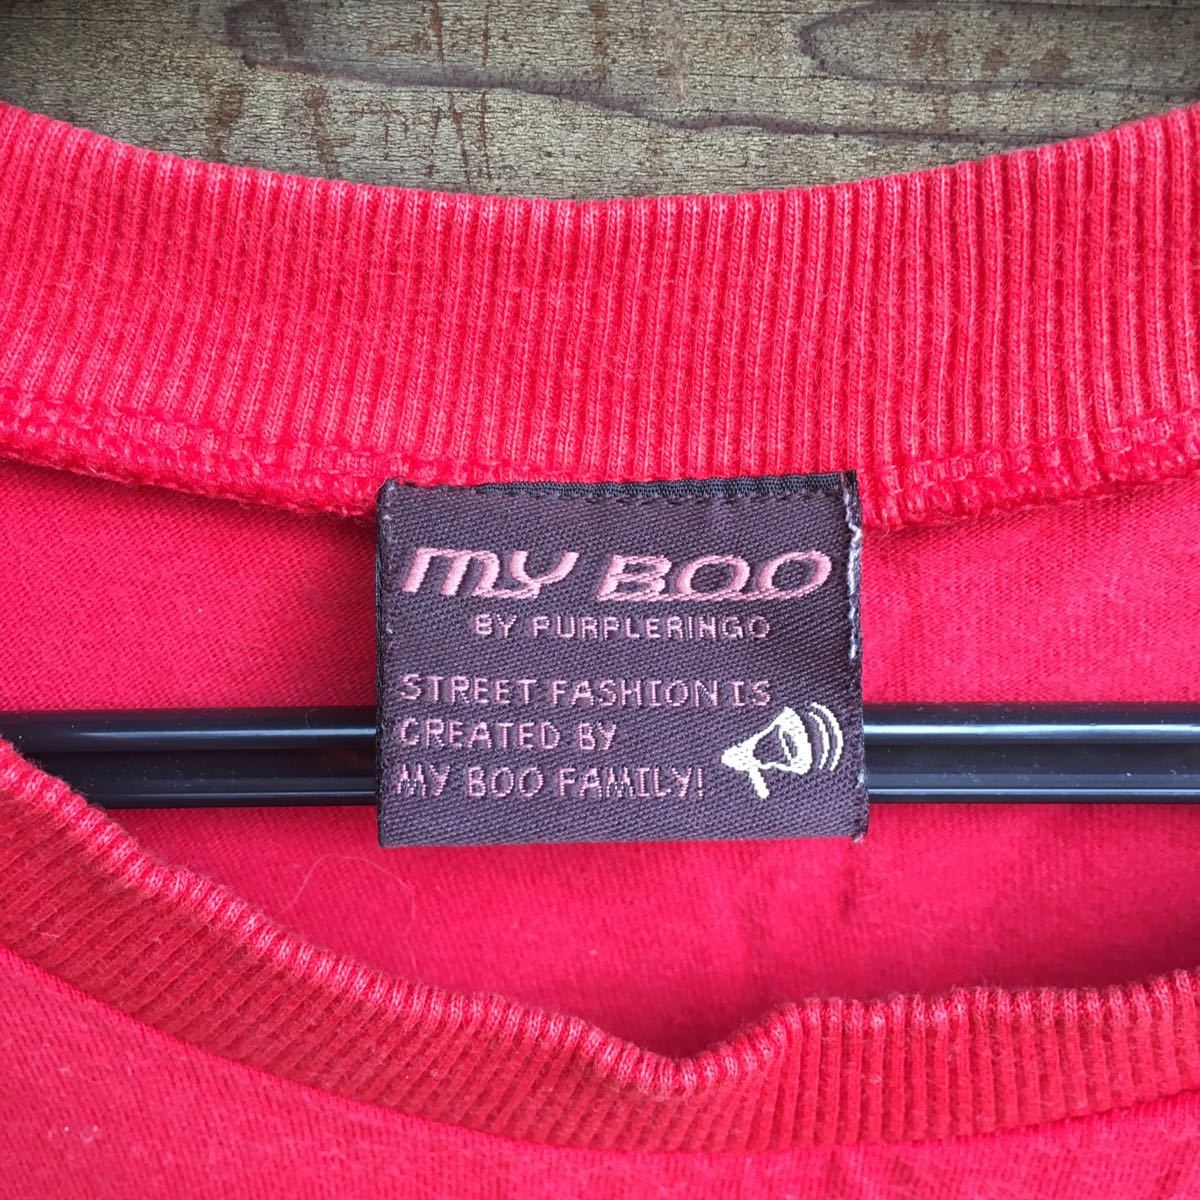 MY BOO
BY PURPLERINGO
STREET FASHION IS
CREATED BY
MY BOO FAMILY!